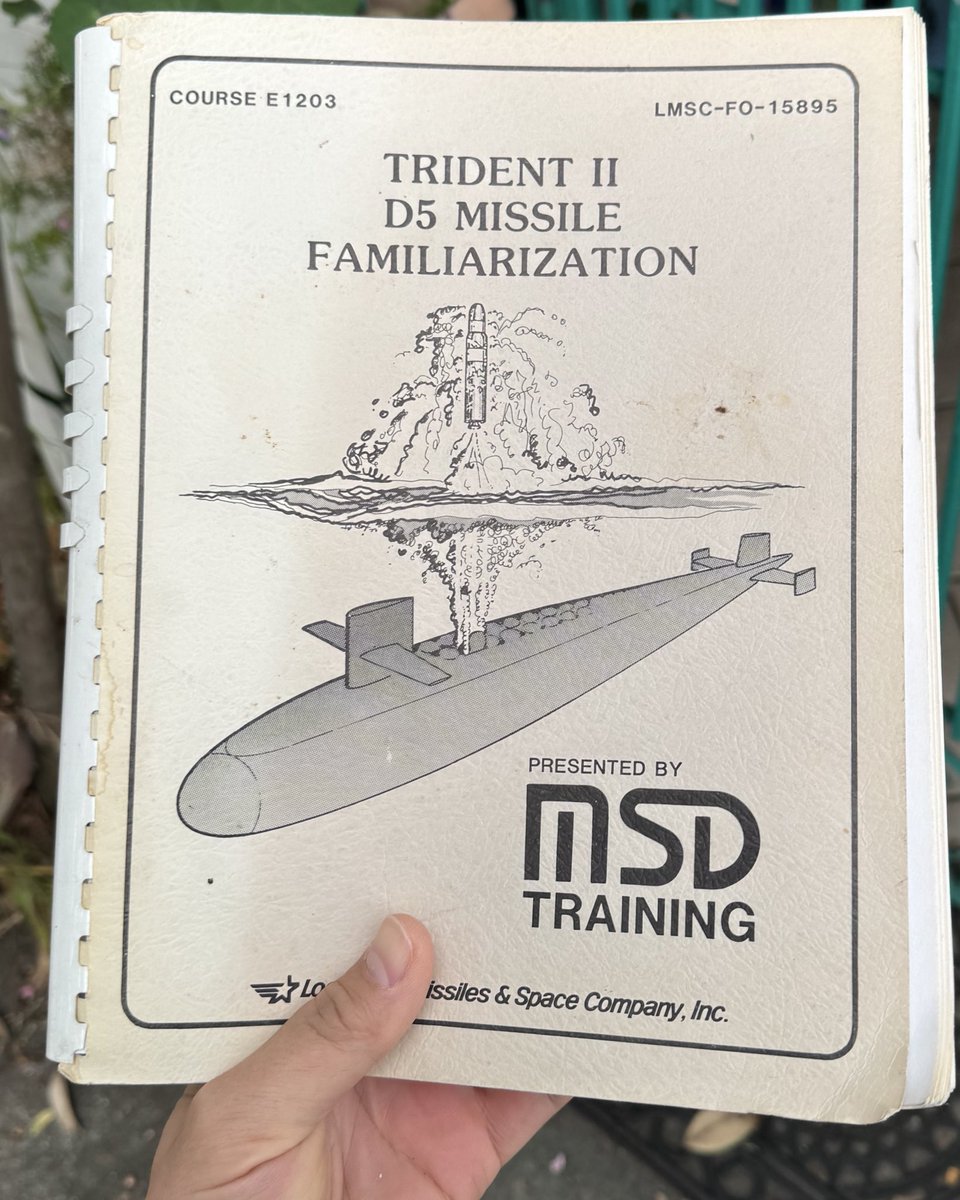 COURSE E1203
LMSC-FO-15895
TRIDENT II
D5 MISSILE
FAMILIARIZATION
PRESENTED BY
MSD
TRAINING
& Space Company, Inc.